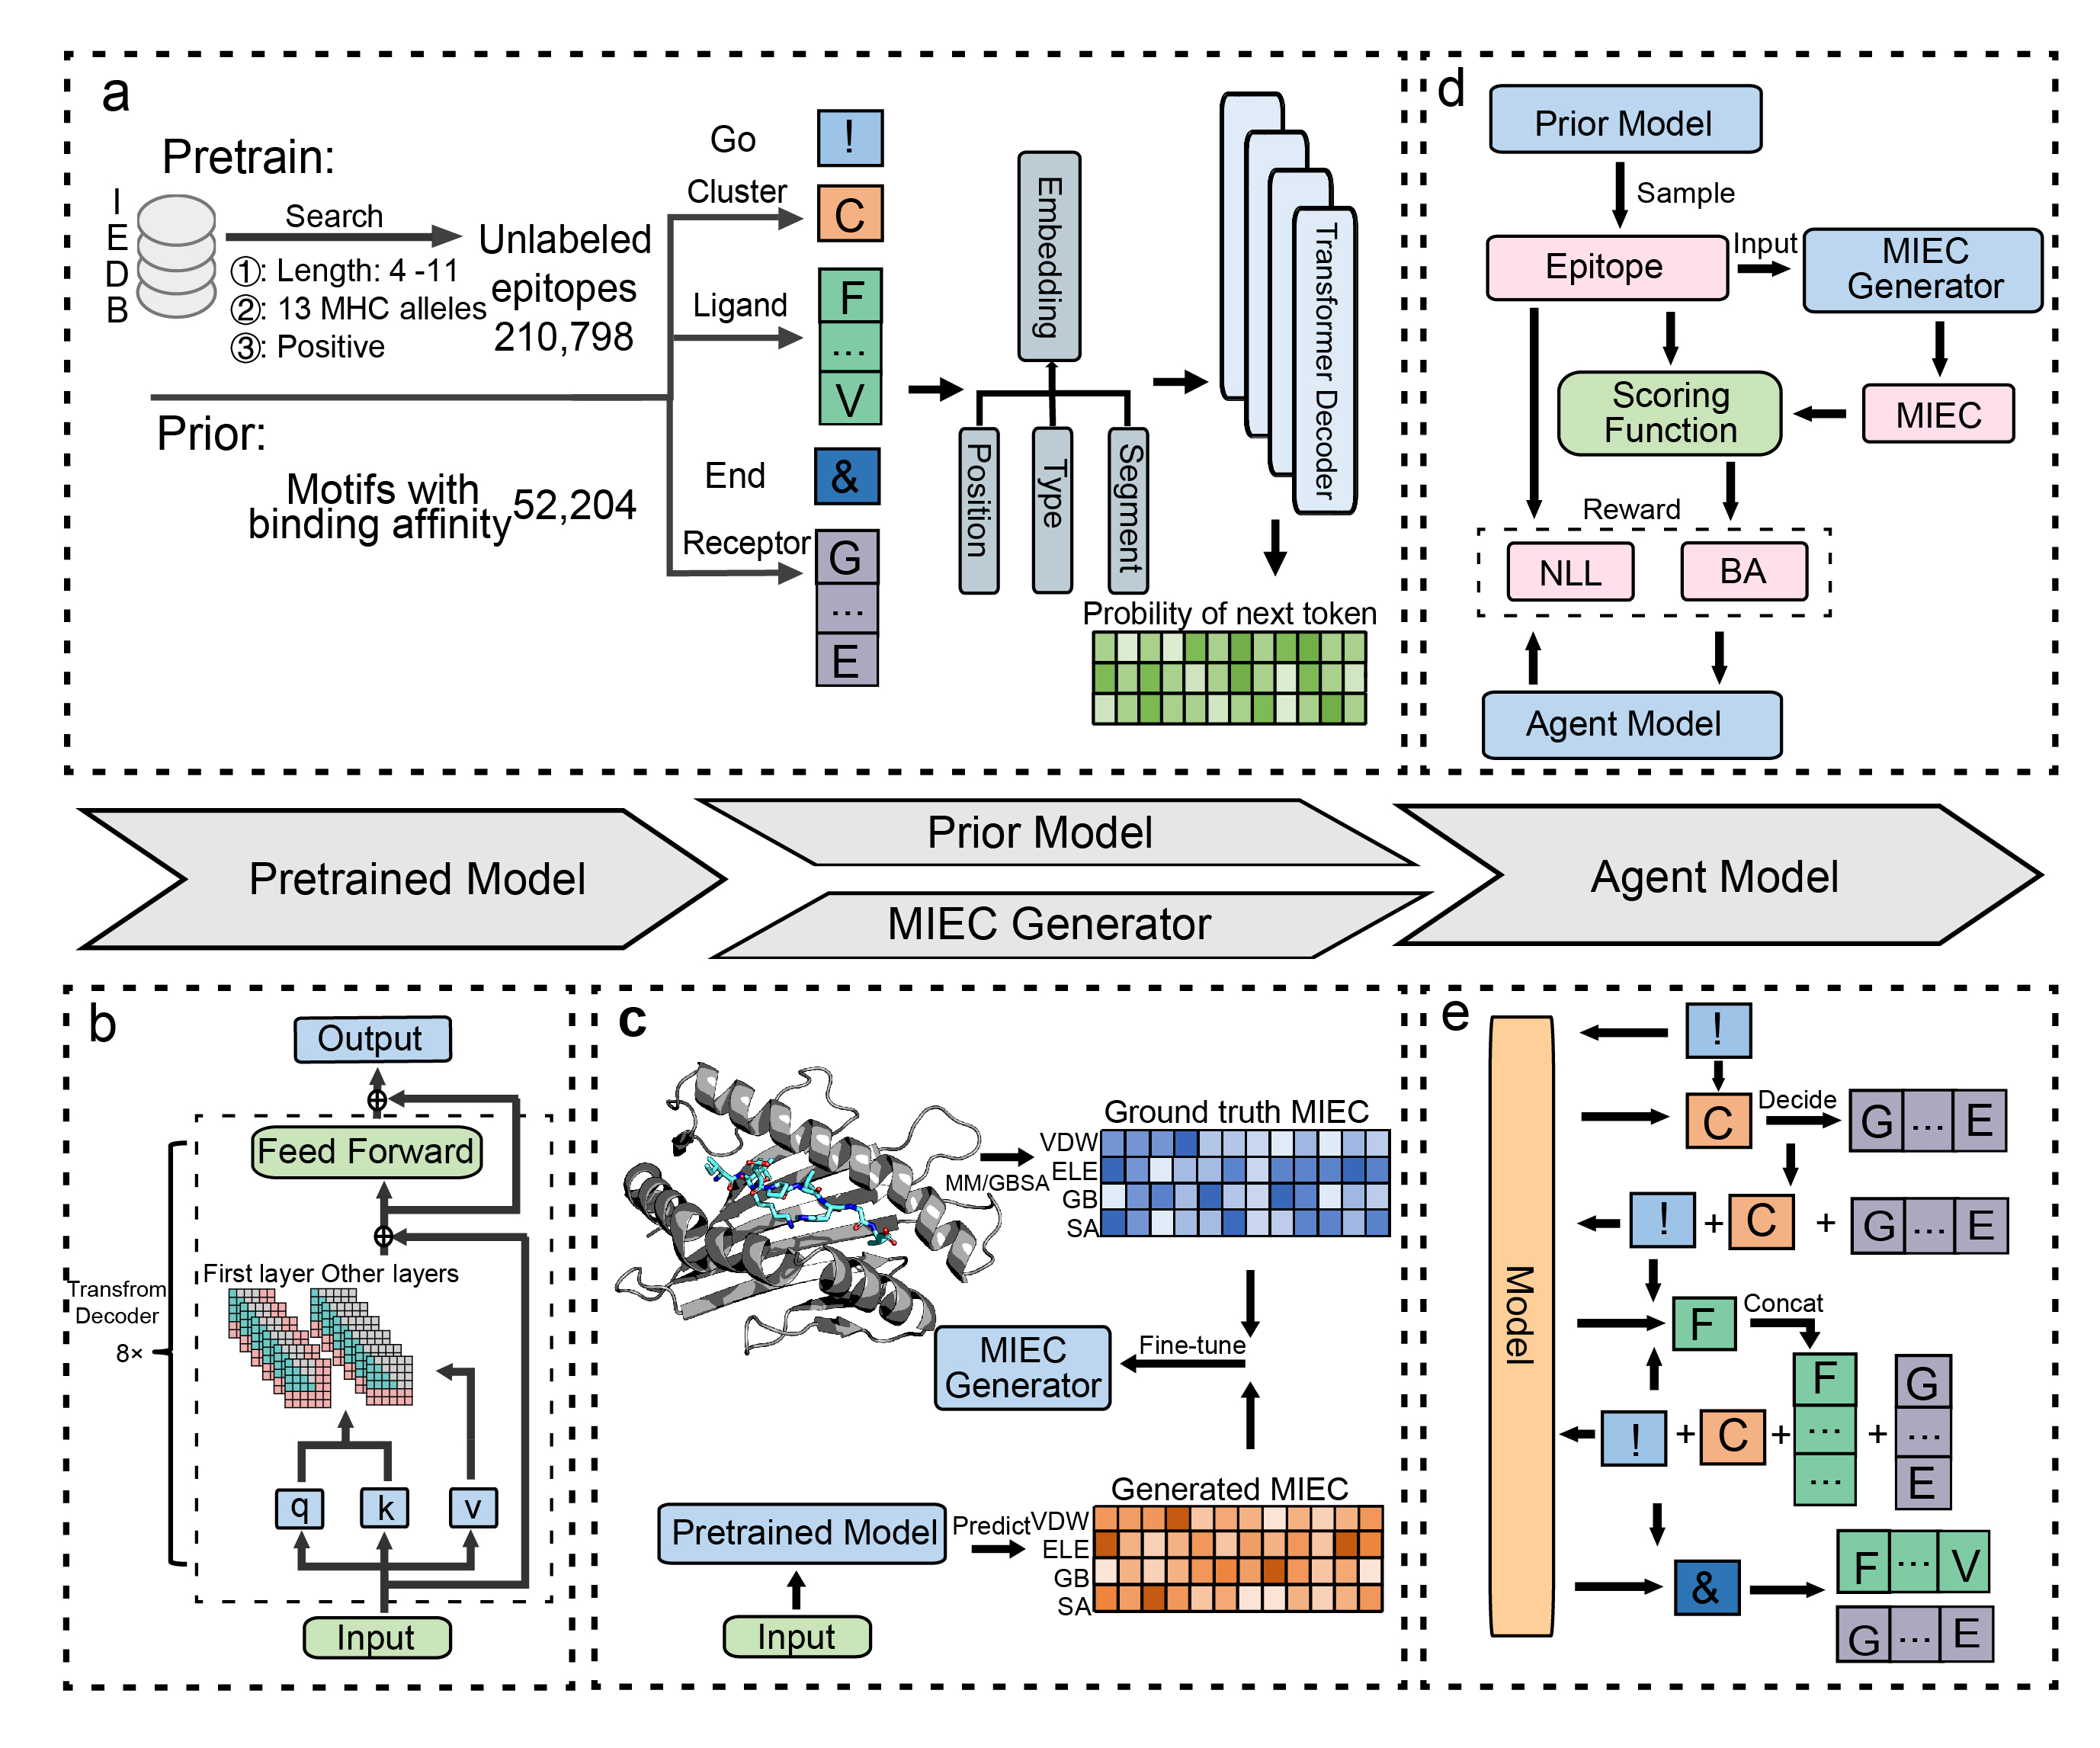 a
Pretrain:
I
E
D
B
Search
①: Length: 4 -11
②: 13 MHC alleles
③: Positive
Unlabeled
epitopes
210,798
Prior:
Motifs with
binding affinity
52,204
Go
!
Cluster
C
Ligand
F
...
V
End
&
Receptor
G
...
E
Embedding
Position
Type
Segment
Transformer Decoder
Probility of next token
d
Prior Model
Sample
Epitope
Input
MIEC
Generator
Scoring
Function
MIEC
Reward
NLL
BA
Agent Model
Pretrained Model
Prior Model
MIEC Generator
Agent Model
b
Output
Feed Forward
First layer Other layers
Transfrom
Decoder
8×
q
k
v
Input
c
MM/GBSA
Ground truth MIEC
VDW
ELE
GB
SA
Fine-tune
MIEC
Generator
Generated MIEC
Pretrained Model
Predict
VDW
ELE
GB
SA
Input
e
Model
!
C
Decide
G ... E
! + C + G ... E
F
Concat
! + C +
F
...
...
+
G
...
E
&
F ... V
G ... E